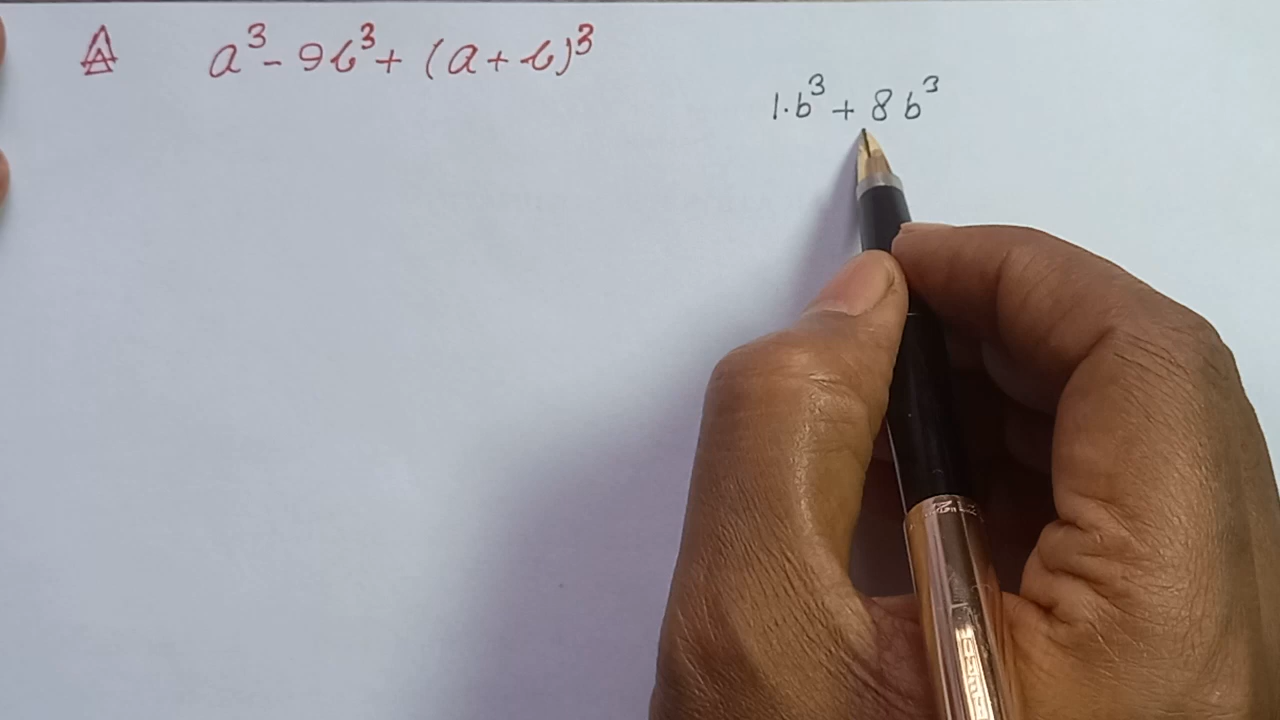 A a³ - 9b³ + (a + b)³
1·b³ + 8b³